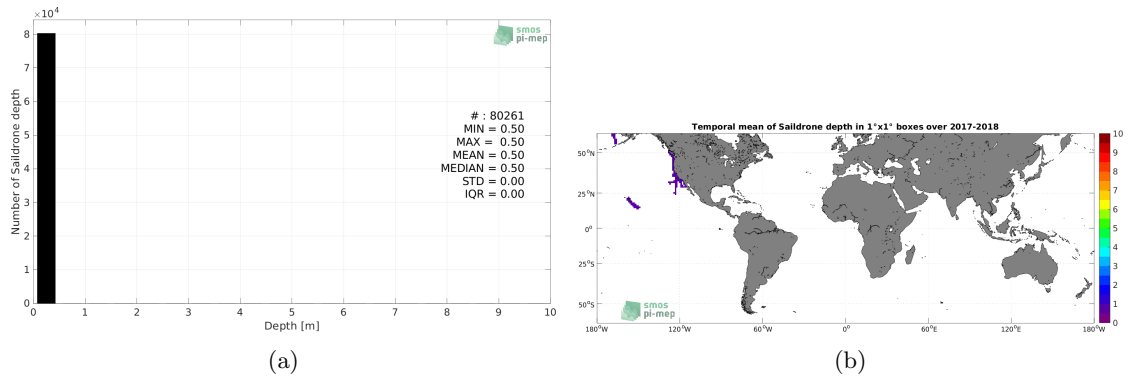 ×10⁴
8
7
6
5
4
3
2
1
0
Number of Saildrone depth
smos
pi-mep
# : 80261
MIN = 0.50
MAX = 0.50
MEAN = 0.50
MEDIAN = 0.50
STD = 0.00
IQR = 0.00
0 1 2 3 4 5 6 7 8 9 10
Depth [m]
(a)
Temporal mean of Saildrone depth in 1°x1° boxes over 2017-2018
50°N
25°N
0°
25°S
50°S
smos
pi-mep
180°W 120°W 60°W 0° 60°E 120°E 180°W
10
9
8
7
6
5
4
3
2
1
0
(b)